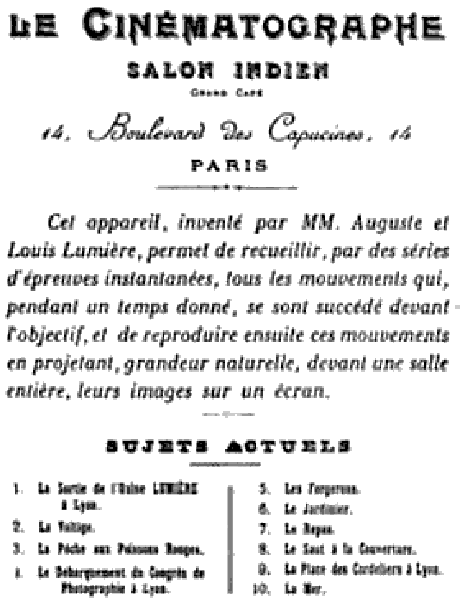 LE CINÉMATOGRAPHE
SALON INDIEN
GRAND CAFÉ
14, Boulevard des Capucines, 14
PARIS
Cet appareil, inventé par MM. Auguste et
Louis Lumière, permet de recueillir, par des séries
d'épreuves instantanées, tous les mouvements qui,
pendant un temps donné, se sont succédé devant
l'objectif, et de reproduire ensuite ces mouvements
en projetant, grandeur naturelle, devant une salle
entière, leurs images sur un écran.
SUJETS ACTUELS
1. La Sortie de l'Usine LUMIÈRE
à Lyon.
2. La Voltige.
3. La Pêche aux Poissons Rouges.
4. Le Débarquement du Congrès de
Photographie à Lyon.
5. Les Forgerons.
6. Le Jardinier.
7. Le Repas.
8. Le Saut à la Couverture.
9. La Place des Cordeliers à Lyon.
10. La Mer.